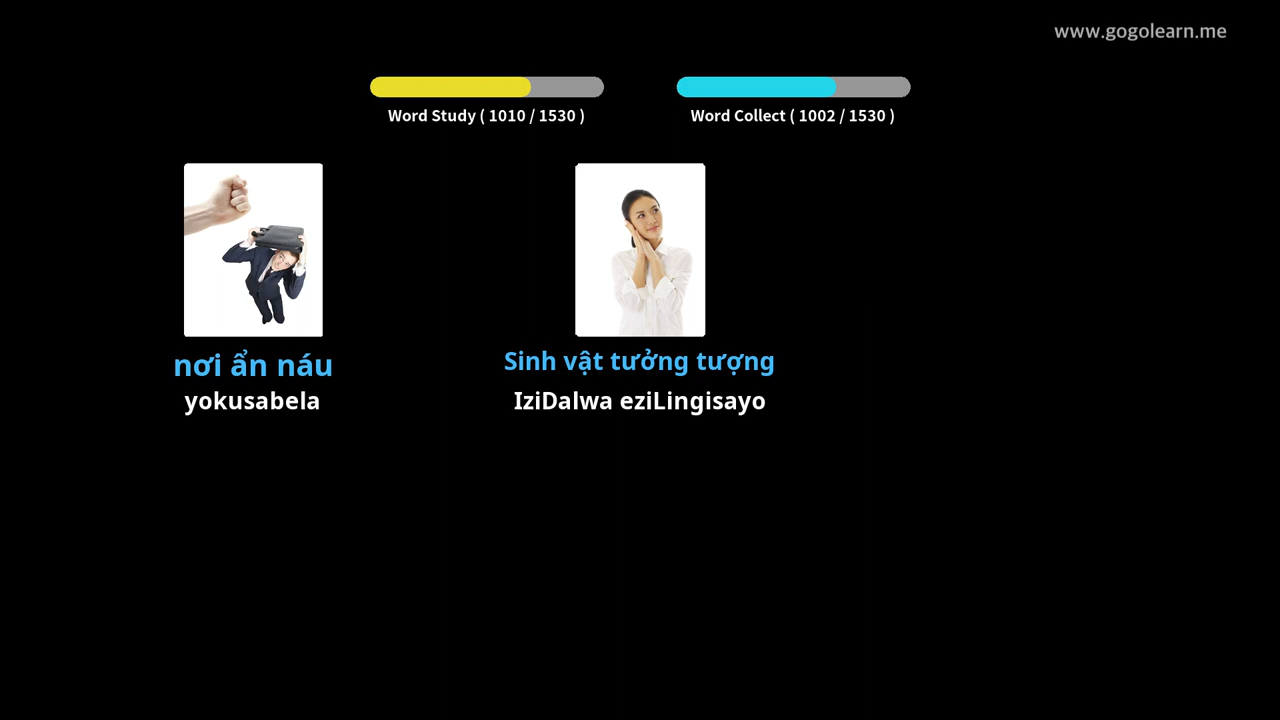 www.gogolearn.me
Word Study ( 1010 / 1530 )
Word Collect ( 1002 / 1530 )
nơi ẩn náu
yokusabela
Sinh vật tưởng tượng
IziDalwa eziLingisayo